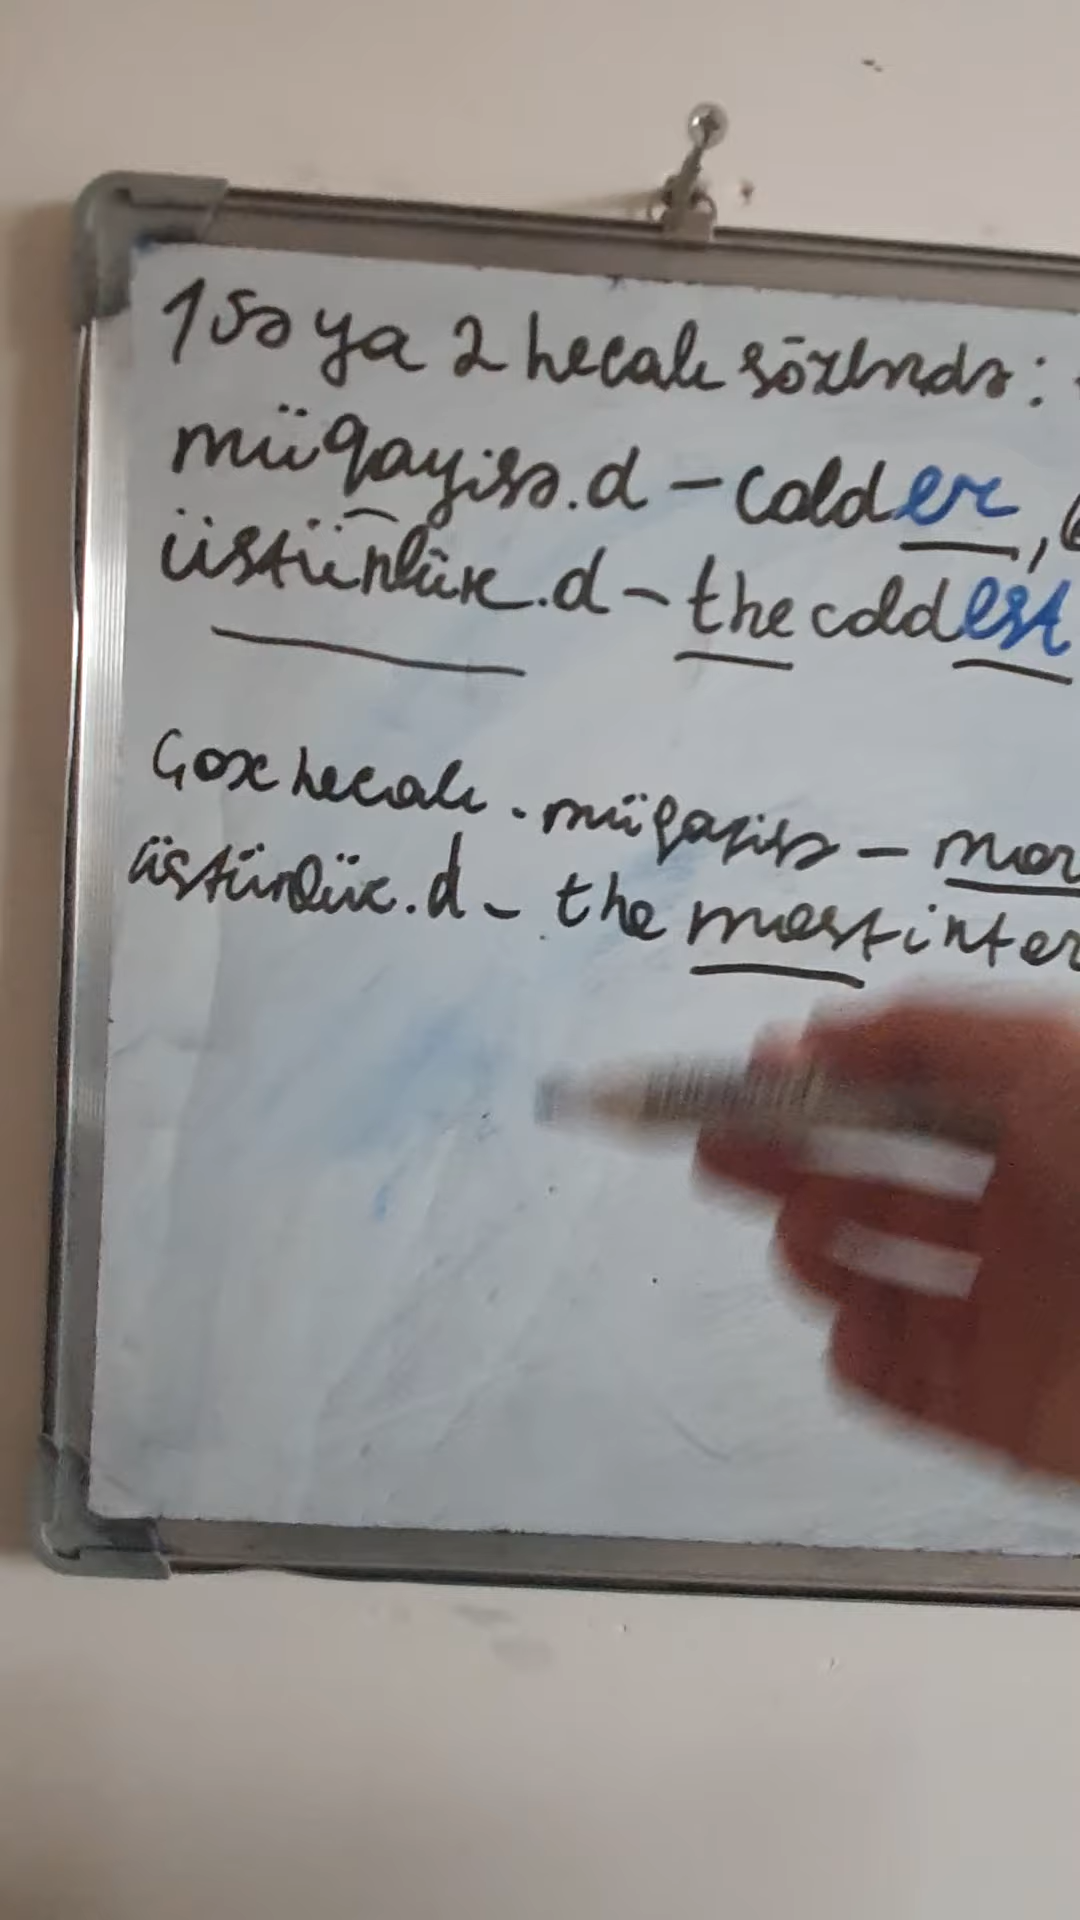 1 və ya 2 hecalı sözlərdə:
müqayisə.d - colder,
üstünlük.d - the coldest
Çox hecalı. müqayisə - mor
üstünlük.d - the most inter